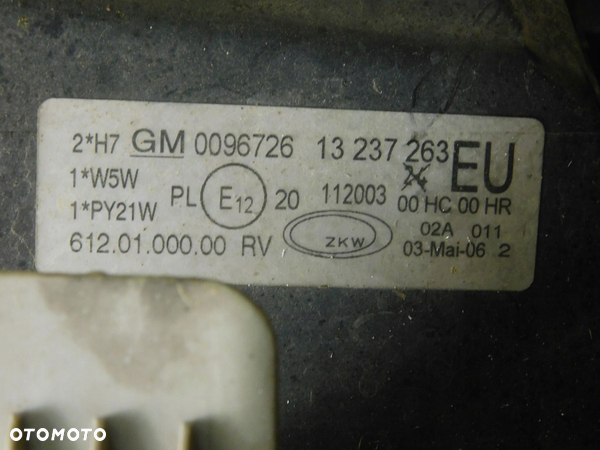 2*H7 GM 0096726 13 237 263 EU
1*W5W PL E12 20 112003 00 HC 00 HR
1*PY21W 02A 011
612.01.000.00 RV ZKW 03-Mai-06 2
OTOMOTO